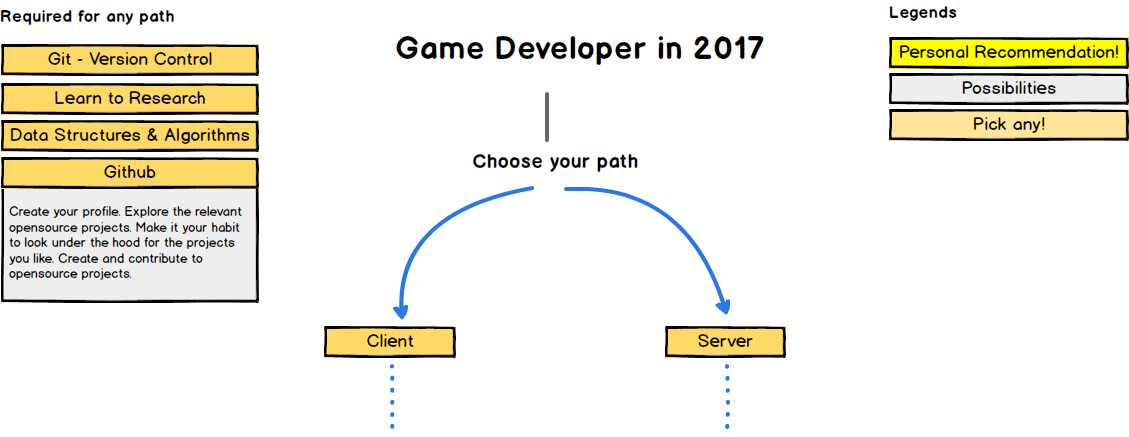 Required for any path
Git - Version Control
Learn to Research
Data Structures & Algorithms
Github
Create your profile. Explore the relevant
opensource projects. Make it your habit
to look under the hood for the projects
you like. Create and contribute to
opensource projects.
Game Developer in 2017
Choose your path
Client
Server
Legends
Personal Recommendation!
Possibilities
Pick any!